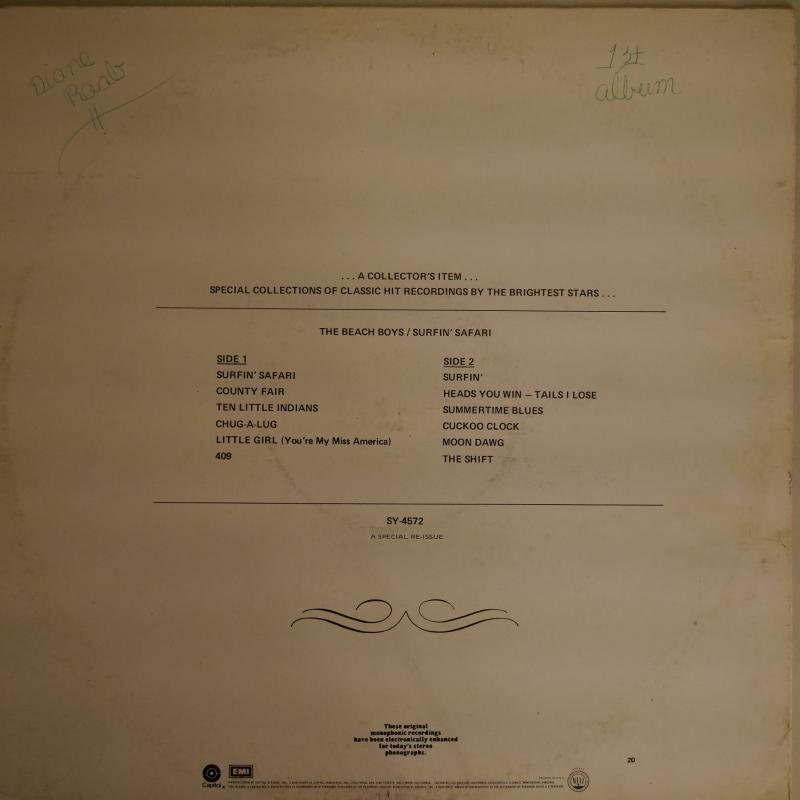 Diane
Raab
1st
album
... A COLLECTOR'S ITEM ...
SPECIAL COLLECTIONS OF CLASSIC HIT RECORDINGS BY THE BRIGHTEST STARS ...
THE BEACH BOYS / SURFIN' SAFARI
SIDE 1
SURFIN' SAFARI
COUNTY FAIR
TEN LITTLE INDIANS
CHUG-A-LUG
LITTLE GIRL (You're My Miss America)
409
SIDE 2
SURFIN'
HEADS YOU WIN – TAILS I LOSE
SUMMERTIME BLUES
CUCKOO CLOCK
MOON DAWG
THE SHIFT
SY-4572
A SPECIAL RE-ISSUE
These original
monophonic recordings
have been electronically enhanced
for today's stereo
phonographs.
20
Capitol
EMI